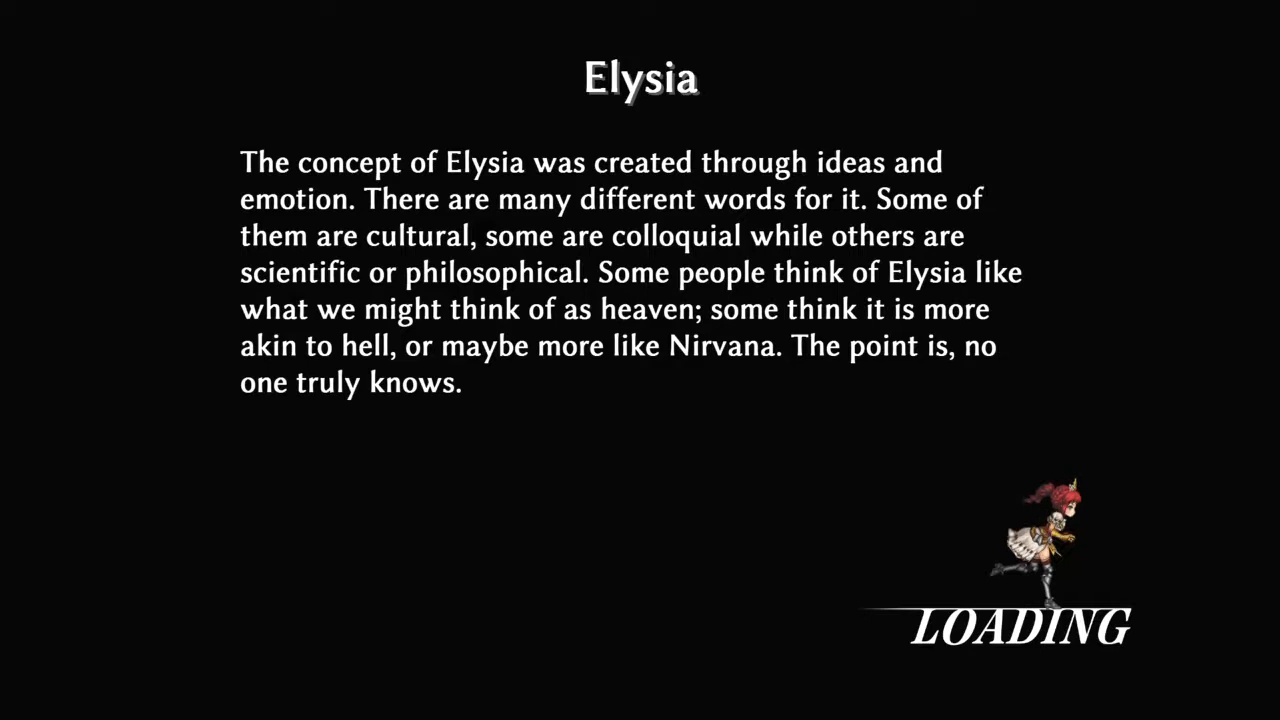 Elysia
The concept of Elysia was created through ideas and
emotion. There are many different words for it. Some of
them are cultural, some are colloquial while others are
scientific or philosophical. Some people think of Elysia like
what we might think of as heaven; some think it is more
akin to hell, or maybe more like Nirvana. The point is, no
one truly knows.
LOADING